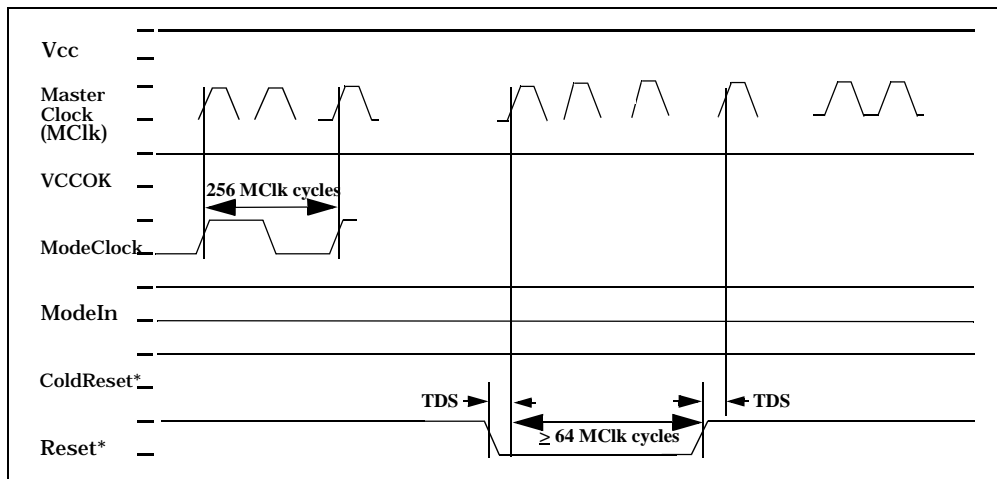 Vcc
Master
Clock
(MClk)
VCCOK
256 MClk cycles
ModeClock
ModeIn
ColdReset*
TDS
TDS
≥ 64 MClk cycles
Reset*